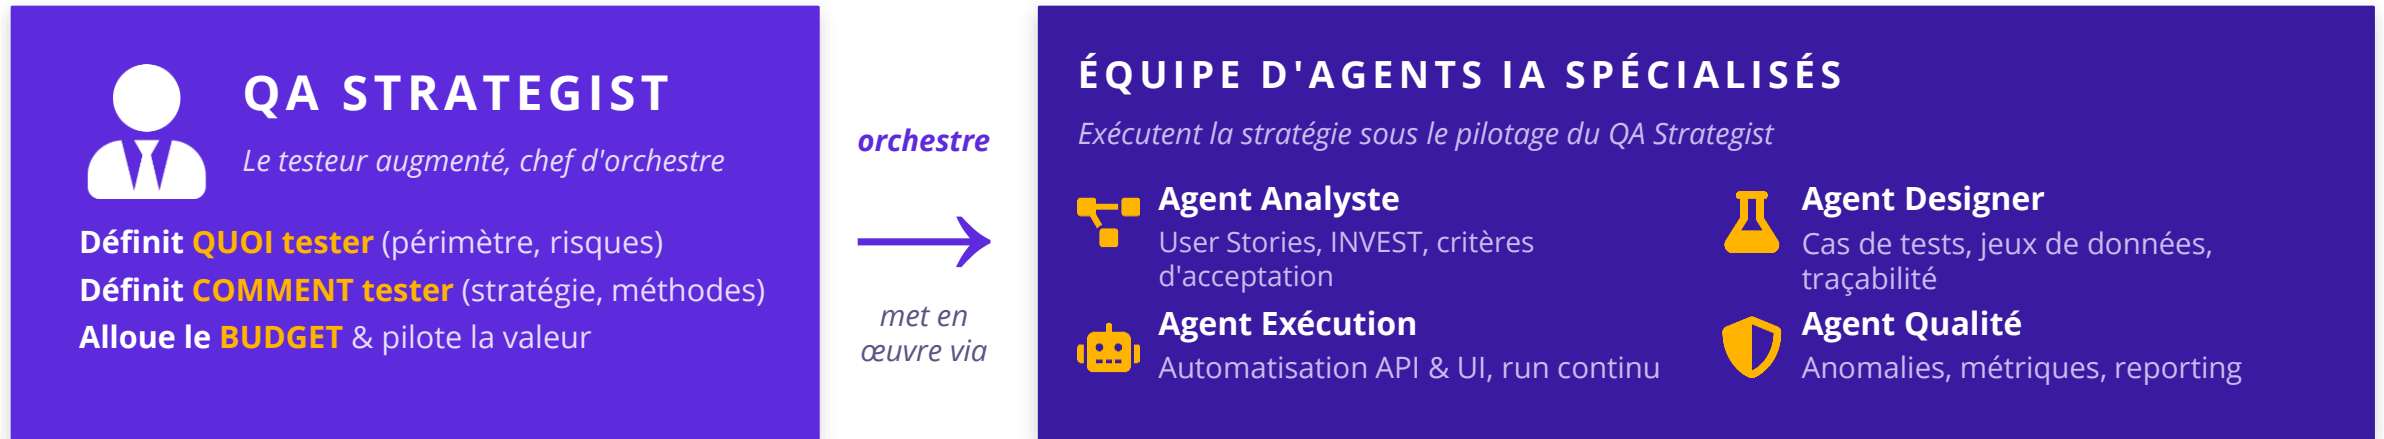 QA STRATEGIST
Le testeur augmenté, chef d'orchestre
Définit QUOI tester (périmètre, risques)
Définit COMMENT tester (stratégie, méthodes)
Alloue le BUDGET & pilote la valeur
orchestre
met en
œuvre via
ÉQUIPE D'AGENTS IA SPÉCIALISÉS
Exécutent la stratégie sous le pilotage du QA Strategist
Agent Analyste
User Stories, INVEST, critères
d'acceptation
Agent Designer
Cas de tests, jeux de données,
traçabilité
Agent Exécution
Automatisation API & UI, run continu
Agent Qualité
Anomalies, métriques, reporting